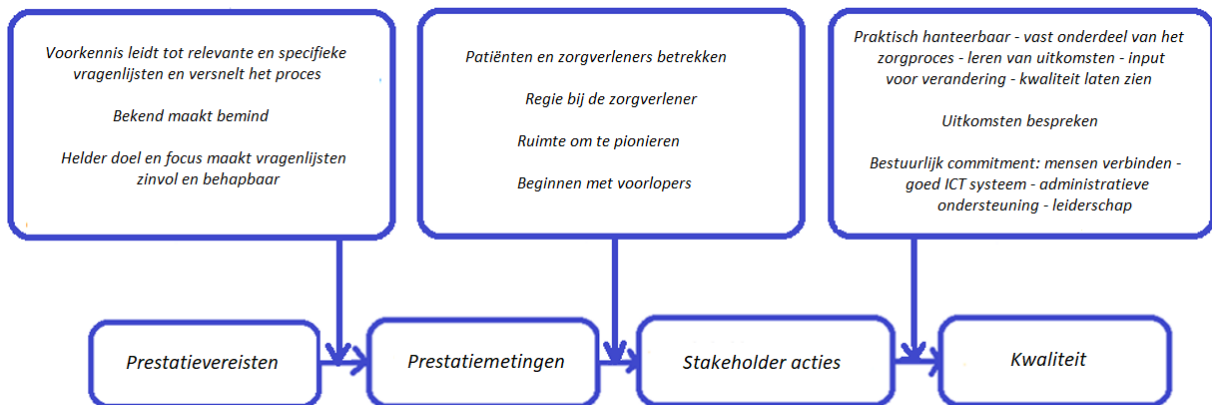 Voorkennis leidt tot relevante en specifieke
vragenlijsten en versnelt het proces
Bekend maakt bemind
Helder doel en focus maakt vragenlijsten
zinvol en behapbaar
Patiënten en zorgverleners betrekken
Regie bij de zorgverlener
Ruimte om te pionieren
Beginnen met voorlopers
Praktisch hanteerbaar - vast onderdeel van het
zorgproces - leren van uitkomsten - input
voor verandering - kwaliteit laten zien
Uitkomsten bespreken
Bestuurlijk commitment: mensen verbinden -
goed ICT systeem - administratieve
ondersteuning - leiderschap
Prestatievereisten
Prestatiemetingen
Stakeholder acties
Kwaliteit